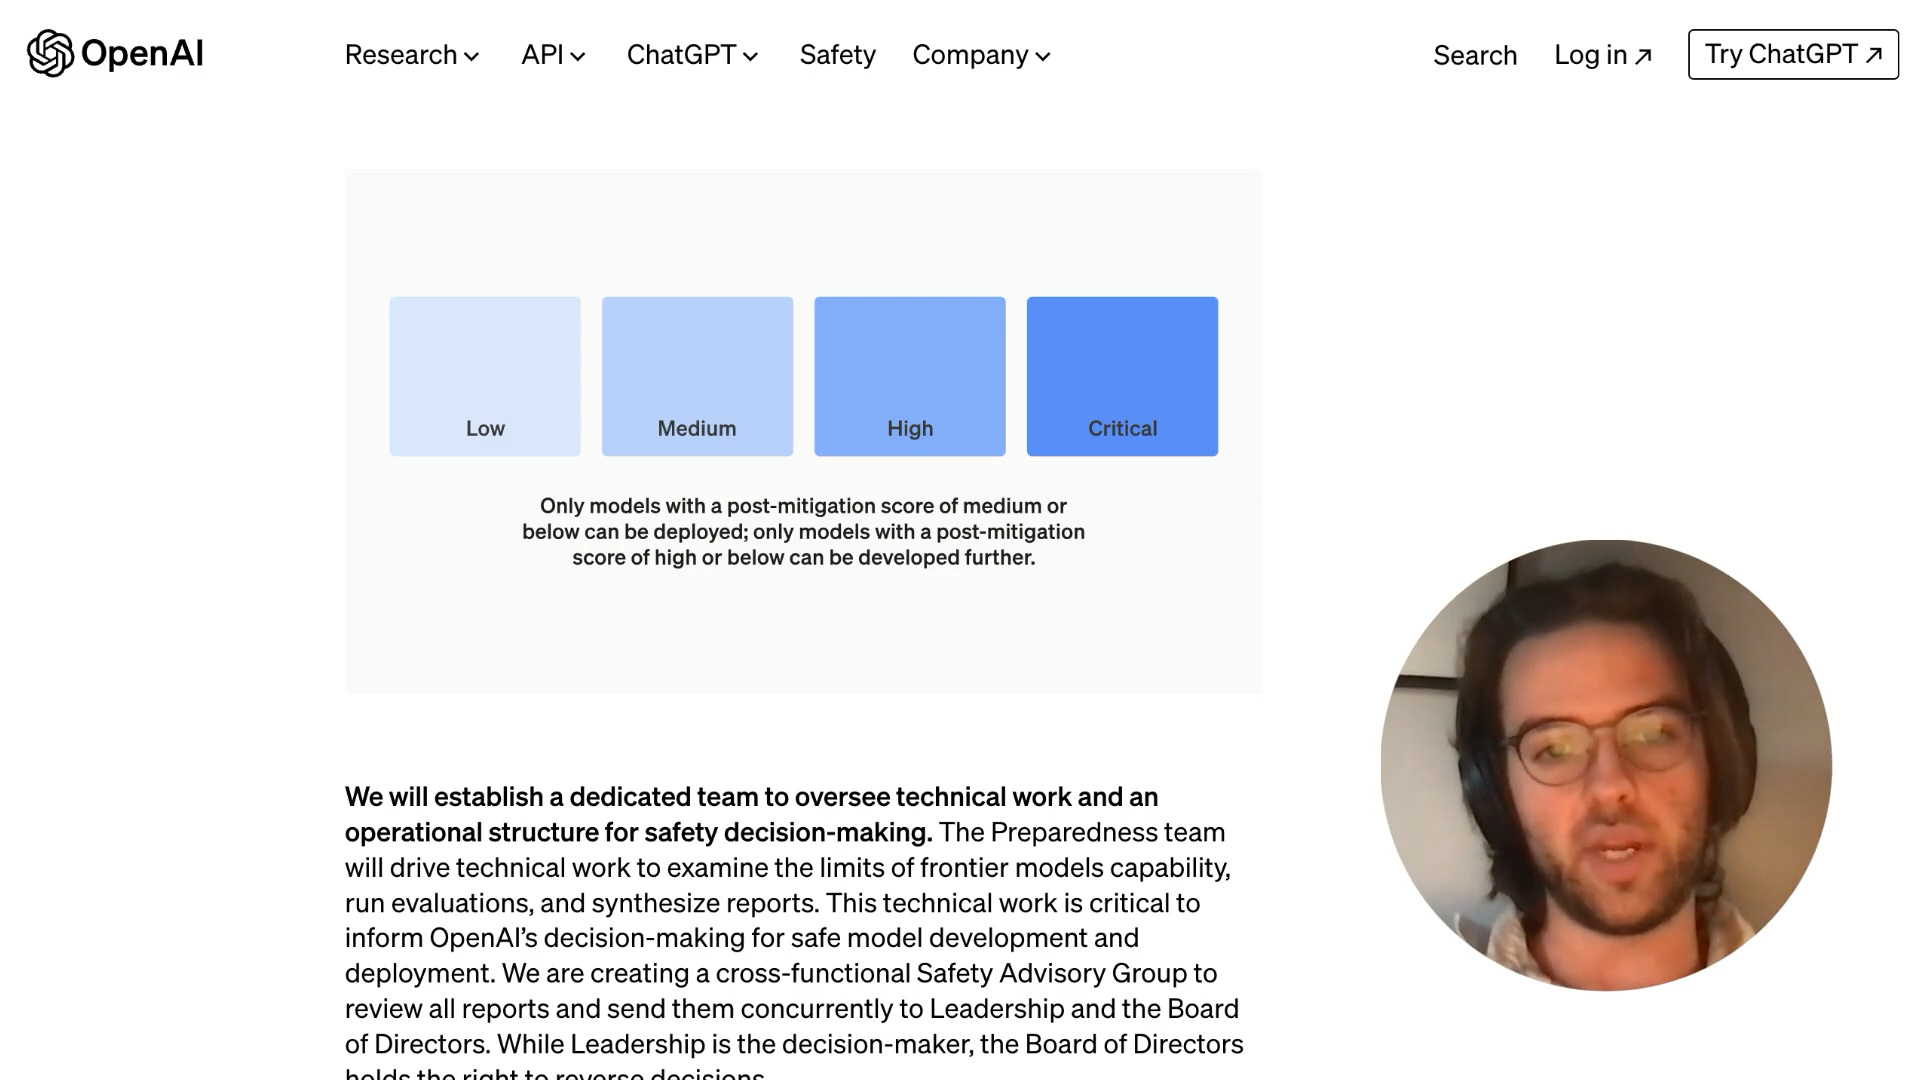 OpenAI
Research
API
ChatGPT
Safety
Company
Search
Log in ↗
Try ChatGPT ↗
Low
Medium
High
Critical
Only models with a post-mitigation score of medium or
below can be deployed; only models with a post-mitigation
score of high or below can be developed further.
We will establish a dedicated team to oversee technical work and an
operational structure for safety decision-making. The Preparedness team
will drive technical work to examine the limits of frontier models capability,
run evaluations, and synthesize reports. This technical work is critical to
inform OpenAI’s decision-making for safe model development and
deployment. We are creating a cross-functional Safety Advisory Group to
review all reports and send them concurrently to Leadership and the Board
of Directors. While Leadership is the decision-maker, the Board of Directors
holds the right to reverse decisions.